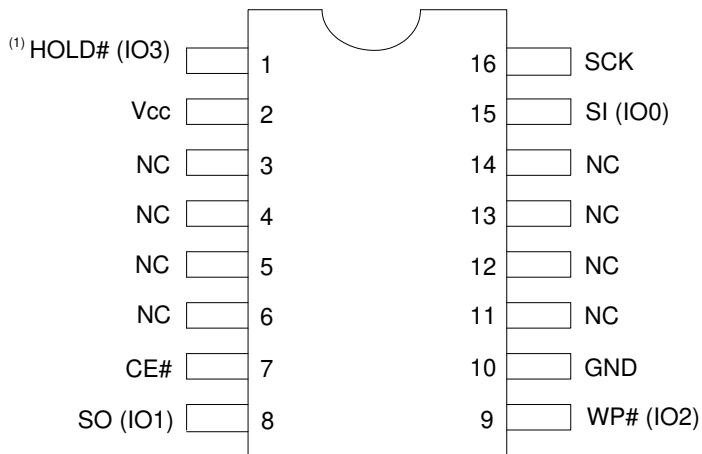 (1) HOLD# (IO3) 1 16 SCK
Vcc 2 15 SI (IO0)
NC 3 14 NC
NC 4 13 NC
NC 5 12 NC
NC 6 11 NC
CE# 7 10 GND
SO (IO1) 8 9 WP# (IO2)